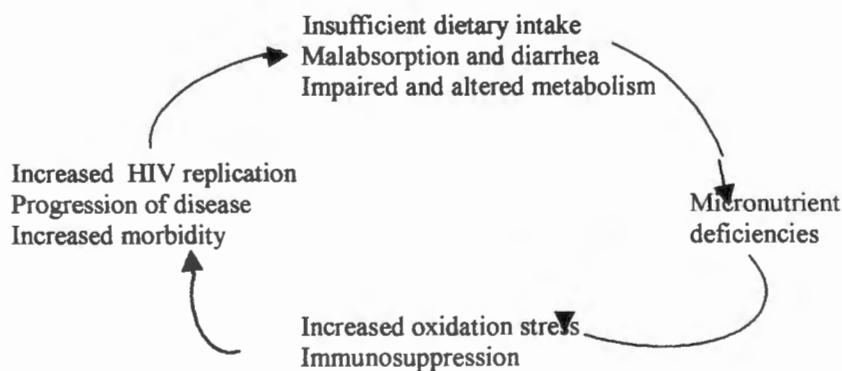 Insufficient dietary intake
Malabsorption and diarrhea
Impaired and altered metabolism
Increased HIV replication
Progression of disease
Increased morbidity
Micronutrient
deficiencies
Increased oxidation stress
Immunosuppression